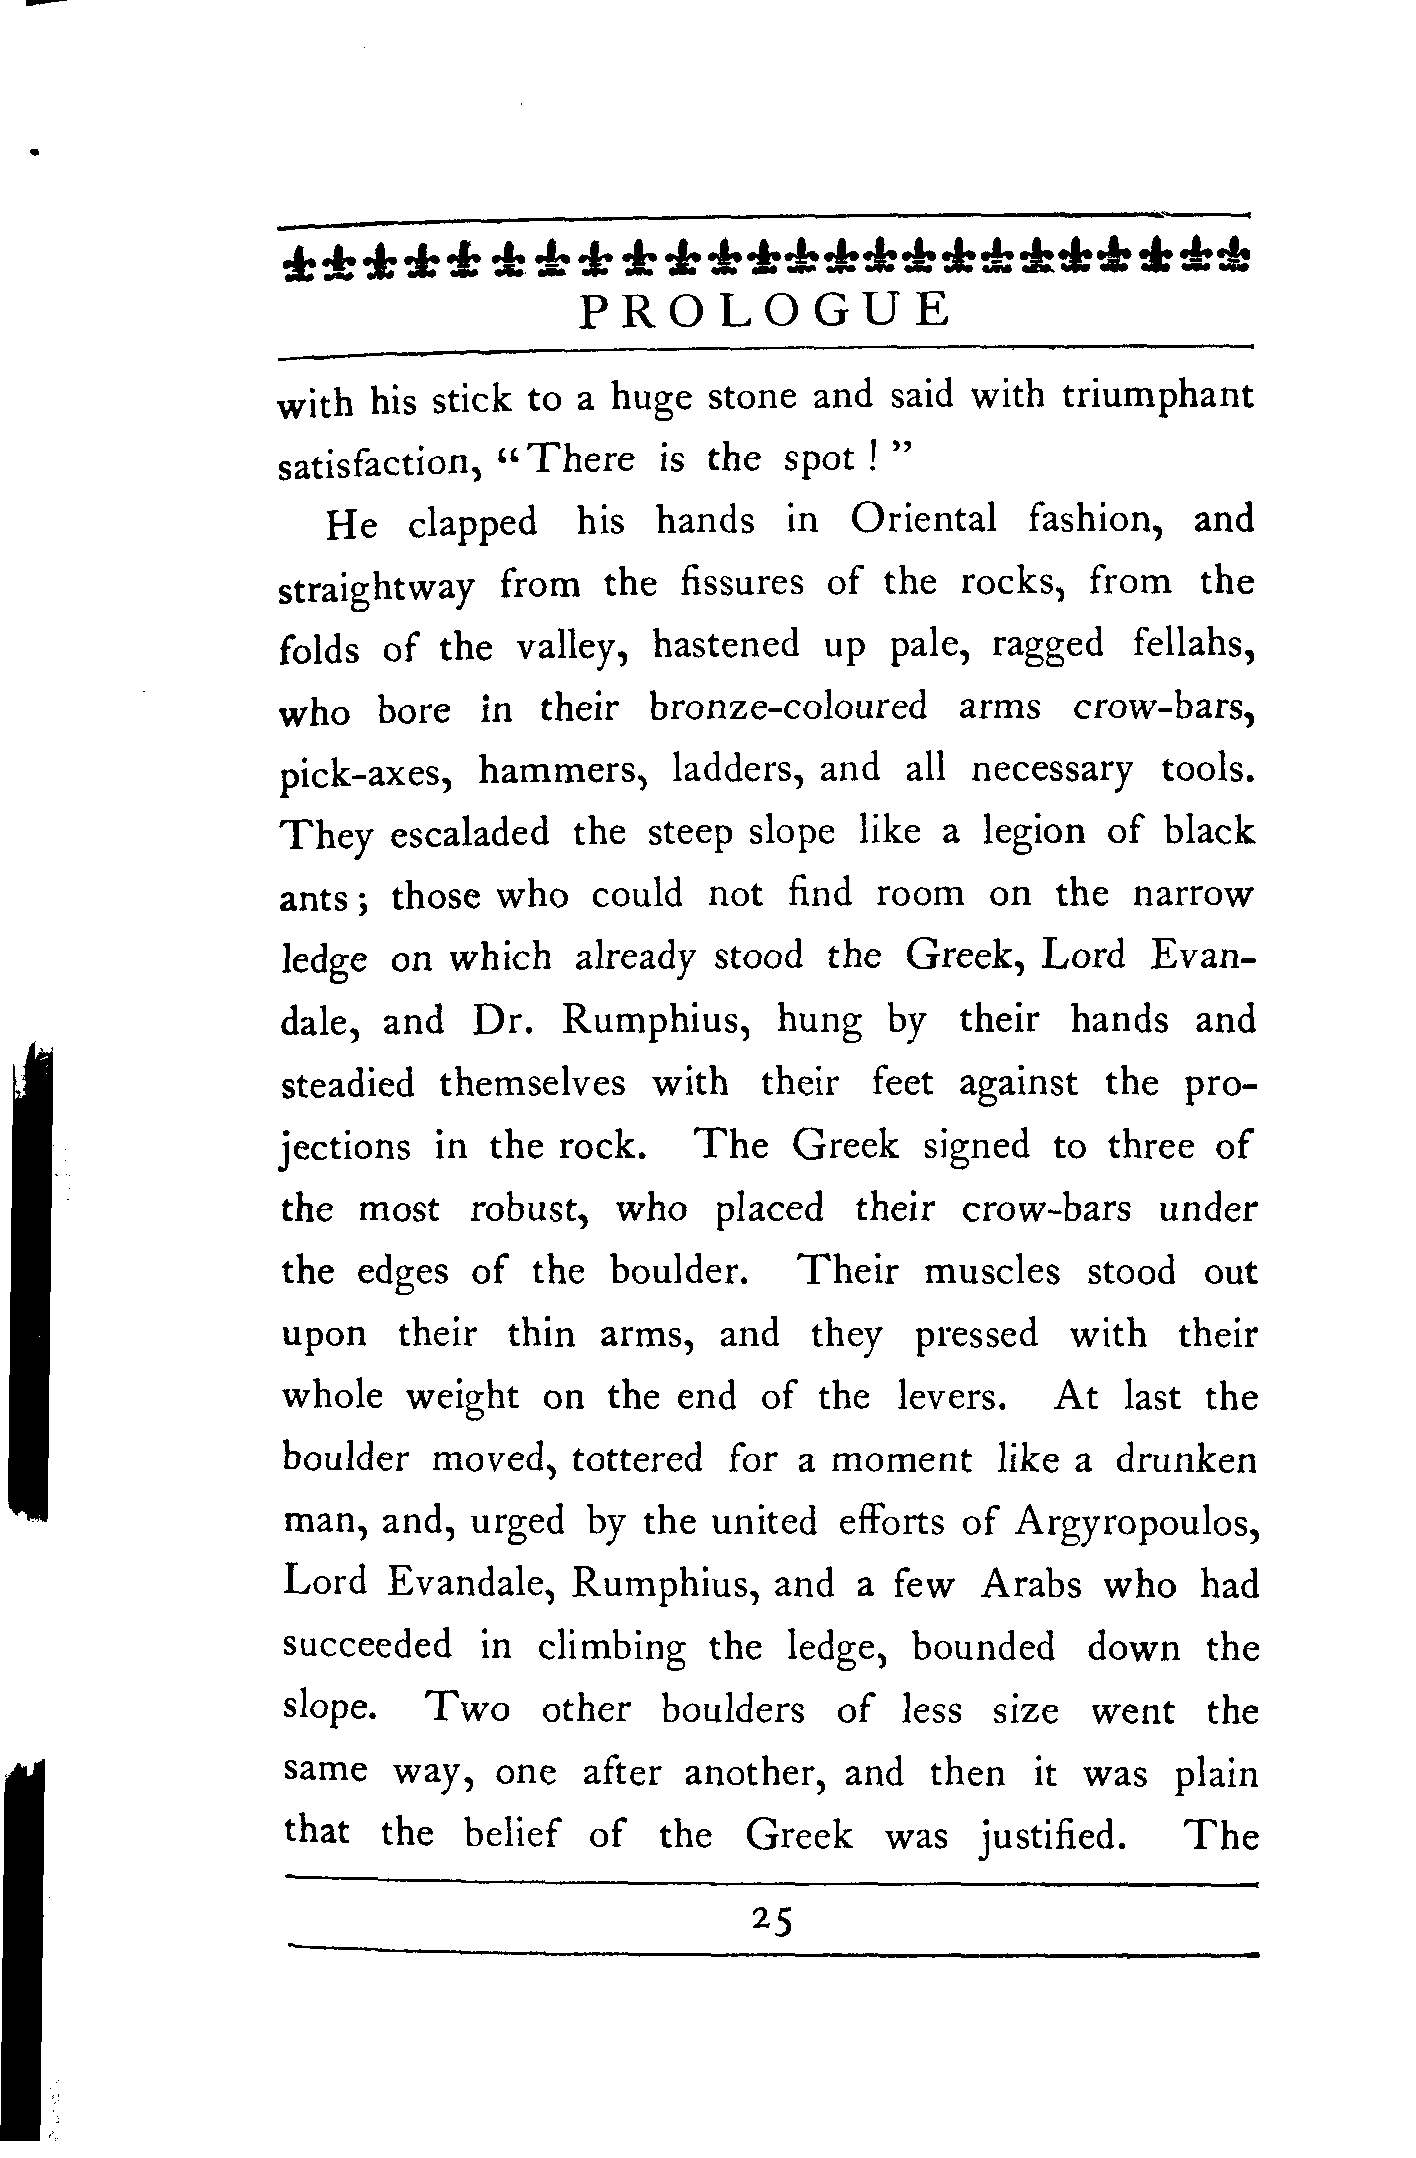 PROLOGUE
with his stick to a huge stone and said with triumphant
satisfaction, “There is the spot!”
He clapped his hands in Oriental fashion, and
straightway from the fissures of the rocks, from the
folds of the valley, hastened up pale, ragged fellahs,
who bore in their bronze-coloured arms crow-bars,
pick-axes, hammers, ladders, and all necessary tools.
They escaladed the steep slope like a legion of black
ants; those who could not find room on the narrow
ledge on which already stood the Greek, Lord Evan-
dale, and Dr. Rumphius, hung by their hands and
steadied themselves with their feet against the pro-
jections in the rock. The Greek signed to three of
the most robust, who placed their crow-bars under
the edges of the boulder. Their muscles stood out
upon their thin arms, and they pressed with their
whole weight on the end of the levers. At last the
boulder moved, tottered for a moment like a drunken
man, and, urged by the united efforts of Argyropoulos,
Lord Evandale, Rumphius, and a few Arabs who had
succeeded in climbing the ledge, bounded down the
slope. Two other boulders of less size went the
same way, one after another, and then it was plain
that the belief of the Greek was justified. The
25